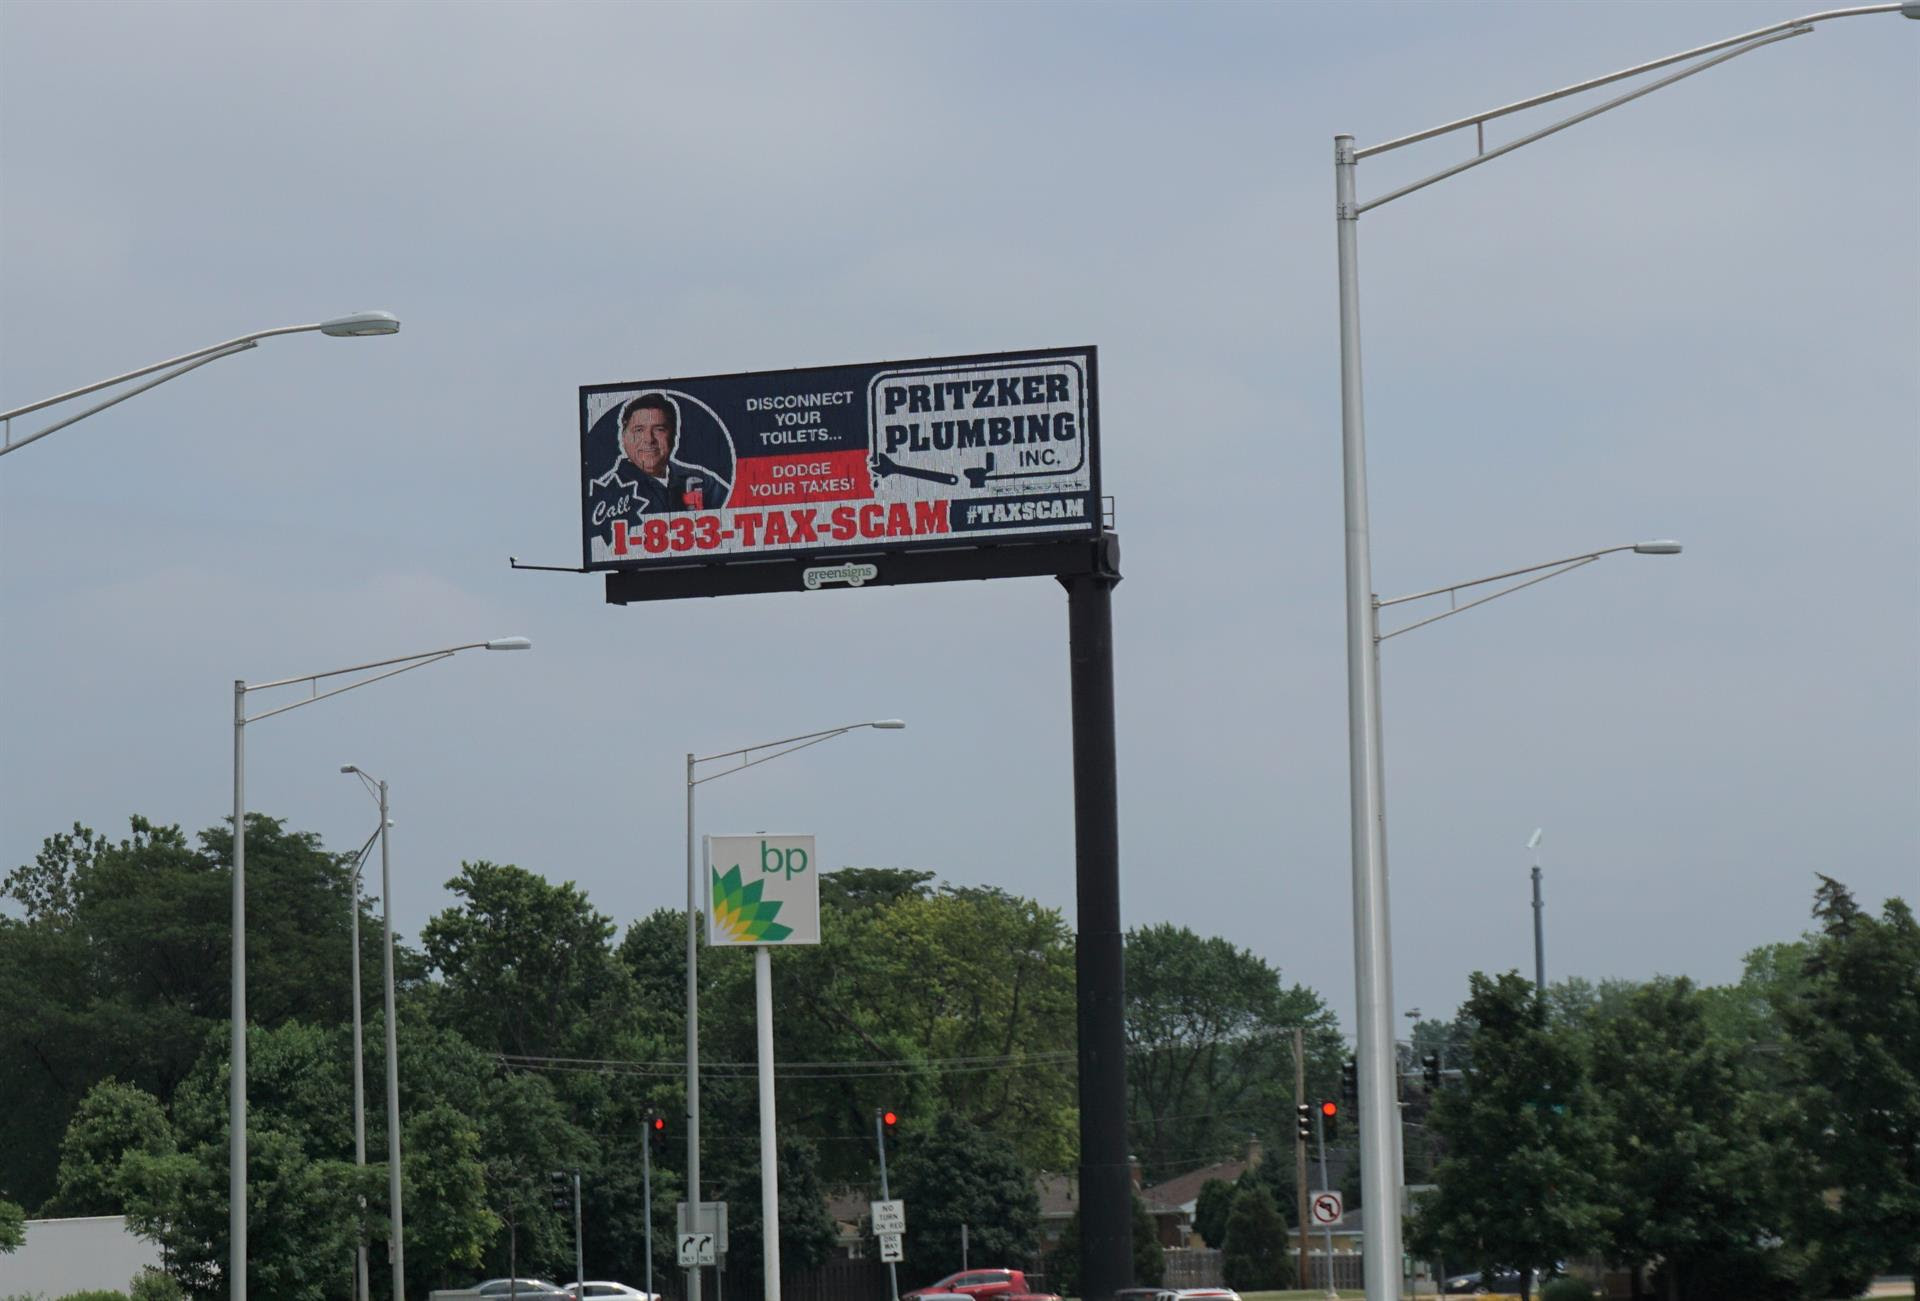 DISCONNECT
YOUR
TOILETS...
DODGE
YOUR TAXES!
PRITZKER
PLUMBING
INC.
Call
1-833-TAX-SCAM
#TAXSCAM
greensigns
bp
NO
TURN
ON RED
ONE
WAY
ONLY ONLY